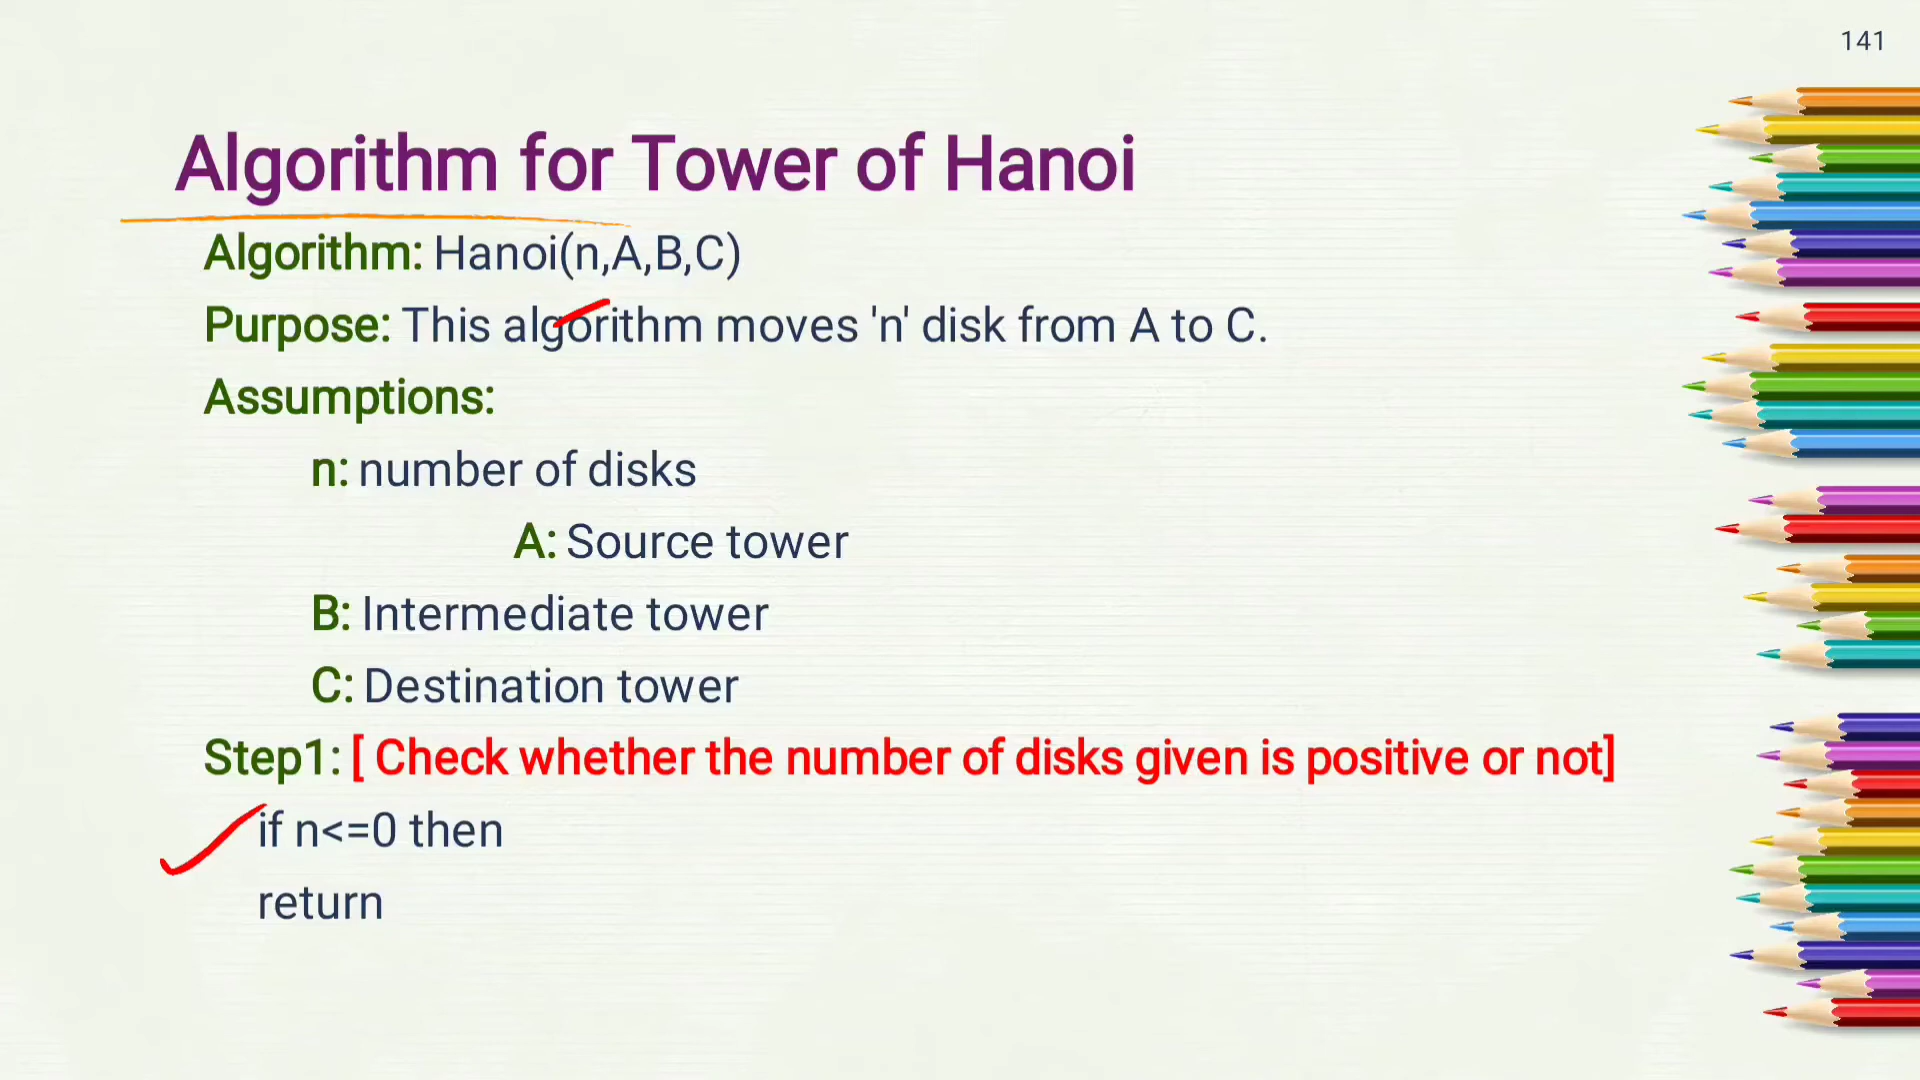 141
Algorithm for Tower of Hanoi
Algorithm: Hanoi(n,A,B,C)
Purpose: This algorithm moves 'n' disk from A to C.
Assumptions:
n: number of disks
A: Source tower
B: Intermediate tower
C: Destination tower
Step1: [ Check whether the number of disks given is positive or not]
if n<=0 then
return